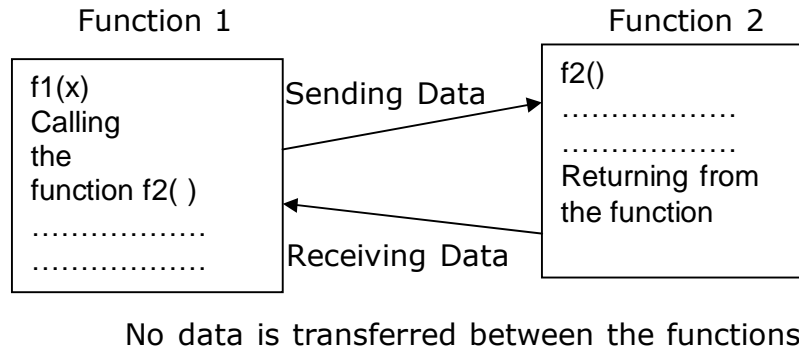 Function 1
Function 2
f1(x)
Calling
the
function f2( )
………………
………………
Sending Data
Receiving Data
f2()
………………
………………
Returning from
the function
No data is transferred between the functions